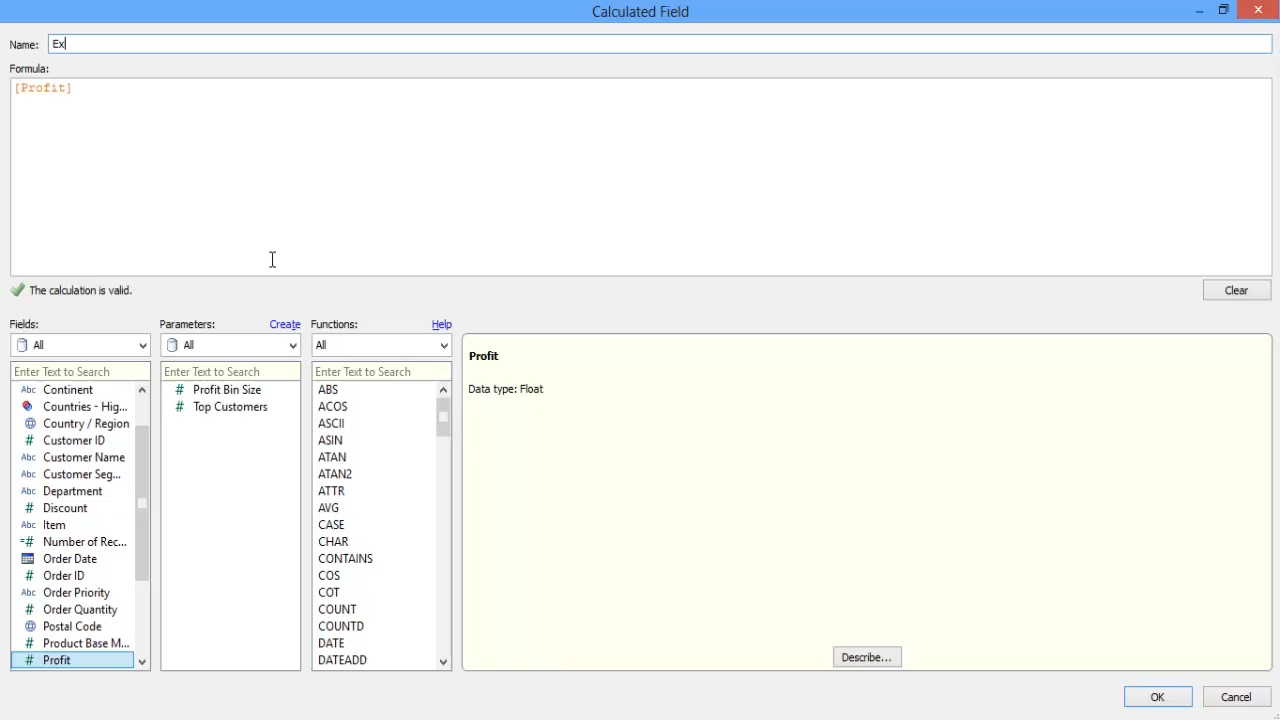 Calculated Field
Name: Ex
Formula:
[Profit]
The calculation is valid.
Clear
Fields:
All
Enter Text to Search
Abc Continent
Countries - Hig...
Country / Region
# Customer ID
Abc Customer Name
Abc Customer Seg...
Abc Department
# Discount
Abc Item
=# Number of Rec...
Order Date
# Order ID
Abc Order Priority
# Order Quantity
Postal Code
# Product Base M...
# Profit
Parameters: Create
All
Enter Text to Search
# Profit Bin Size
# Top Customers
Functions: Help
All
Enter Text to Search
ABS
ACOS
ASCII
ASIN
ATAN
ATAN2
ATTR
AVG
CASE
CHAR
CONTAINS
COS
COT
COUNT
COUNTD
DATE
DATEADD
Profit
Data type: Float
Describe...
OK
Cancel